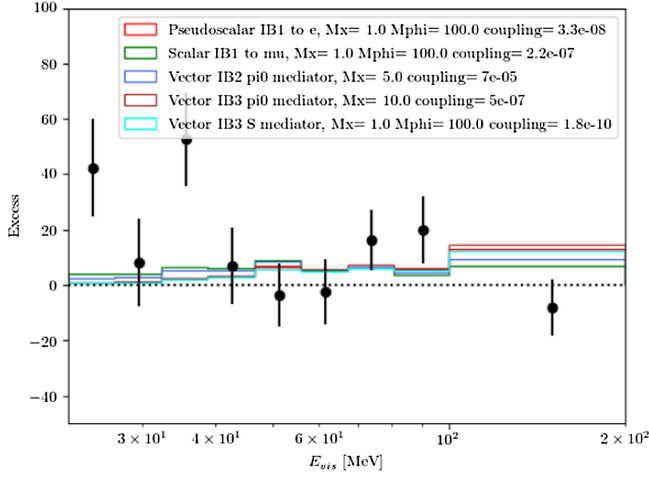 100
80
60
40
20
0
−20
−40
Excess
Pseudoscalar IB1 to e, Mx= 1.0 Mphi= 100.0 coupling= 3.3e-08
Scalar IB1 to mu, Mx= 1.0 Mphi= 100.0 coupling= 2.2e-07
Vector IB2 pi0 mediator, Mx= 5.0 coupling= 7e-05
Vector IB3 pi0 mediator, Mx= 10.0 coupling= 5e-07
Vector IB3 S mediator, Mx= 1.0 Mphi= 100.0 coupling= 1.8e-10
3 × 10¹ 4 × 10¹ 6 × 10¹ 10² 2 × 10²
E_vis [MeV]